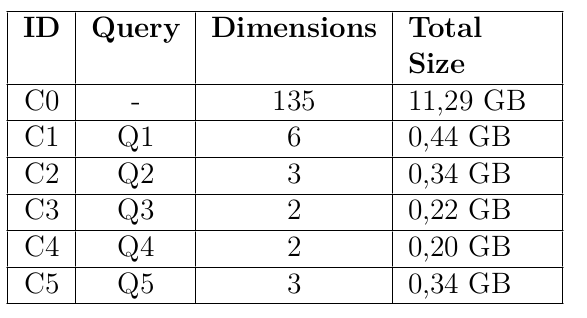 ID Query Dimensions Total Size
C0 - 135 11,29 GB
C1 Q1 6 0,44 GB
C2 Q2 3 0,34 GB
C3 Q3 2 0,22 GB
C4 Q4 2 0,20 GB
C5 Q5 3 0,34 GB